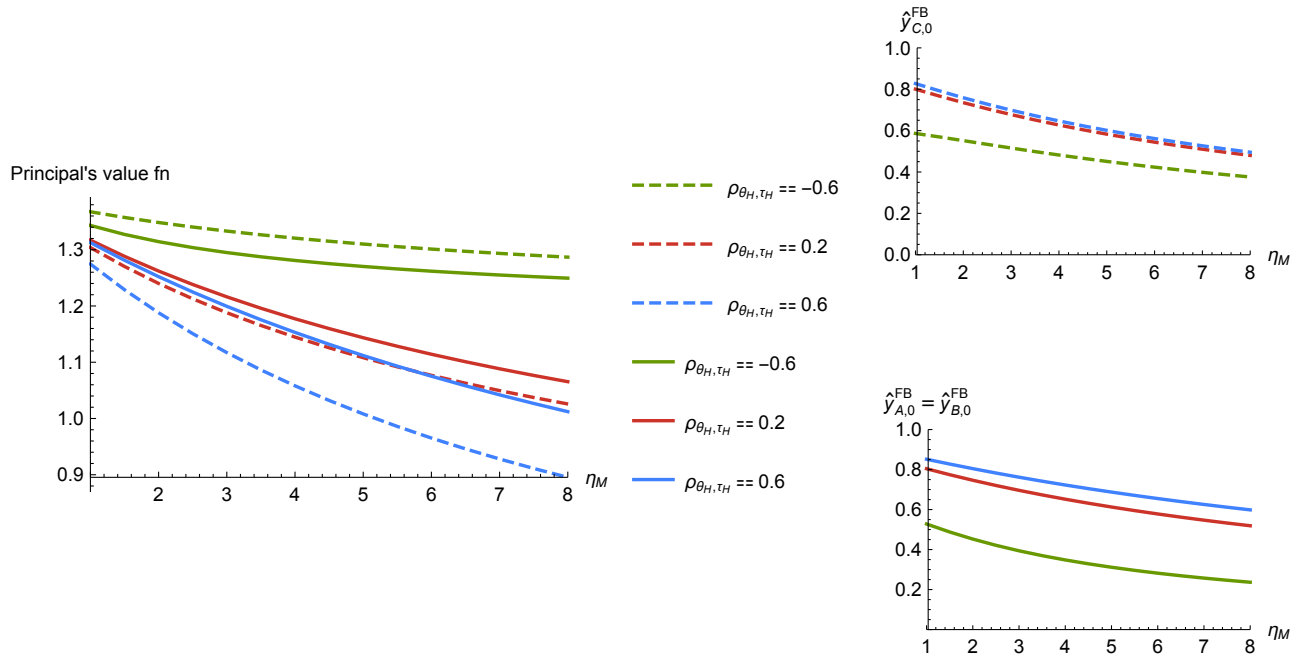 Principal's value fn
1.3
1.2
1.1
1.0
0.9
2 3 4 5 6 7 8 η_M
ρ_{θ_H,τ_H} == -0.6
ρ_{θ_H,τ_H} == 0.2
ρ_{θ_H,τ_H} == 0.6
ρ_{θ_H,τ_H} == -0.6
ρ_{θ_H,τ_H} == 0.2
ρ_{θ_H,τ_H} == 0.6
ŷ_{C,0}^{FB}
1.0
0.8
0.6
0.4
0.2
0.0
1 2 3 4 5 6 7 8 η_M
ŷ_{A,0}^{FB} = ŷ_{B,0}^{FB}
1.0
0.8
0.6
0.4
0.2
1 2 3 4 5 6 7 8 η_M